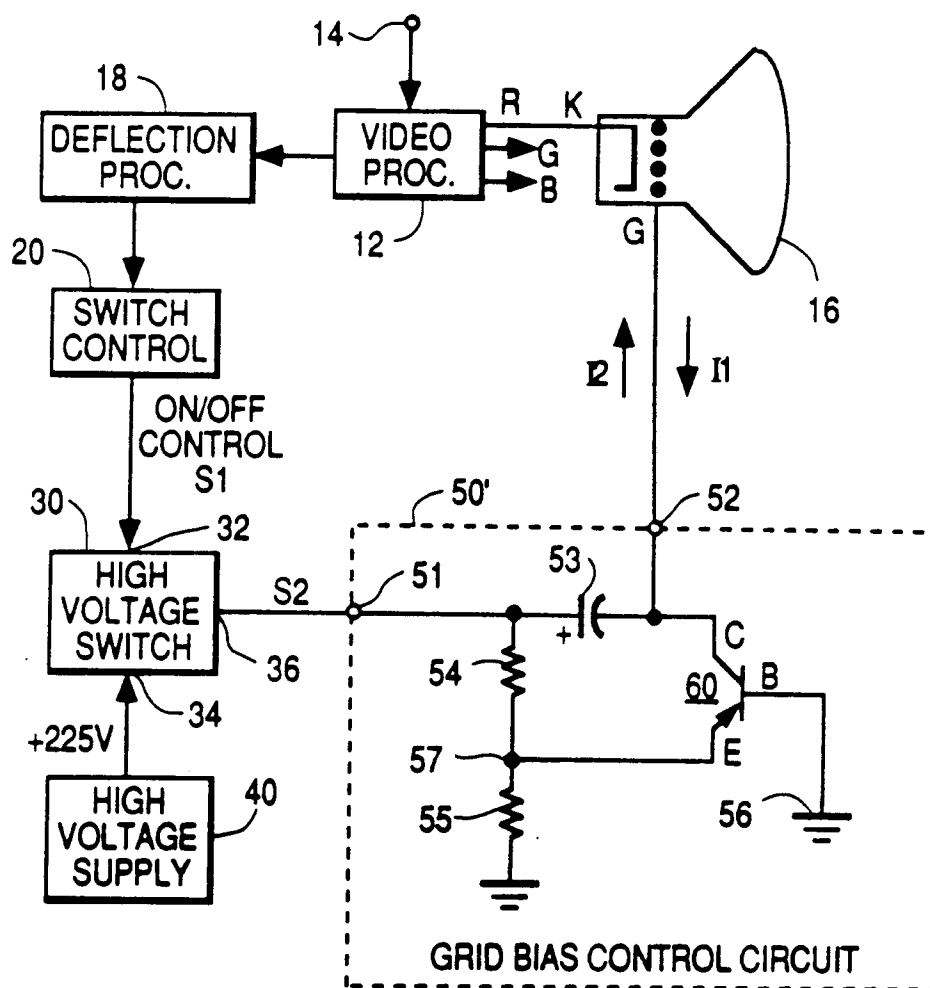 14
18
DEFLECTION
PROC.
VIDEO
PROC.
R
K
G
B
12
G
16
20
SWITCH
CONTROL
I2
I1
ON/OFF
CONTROL
S1
30
32
50'
52
HIGH
VOLTAGE
SWITCH
S2
51
53
+
36
54
C
60
B
34
+225V
57
E
HIGH
VOLTAGE
SUPPLY
40
55
56
GRID BIAS CONTROL CIRCUIT